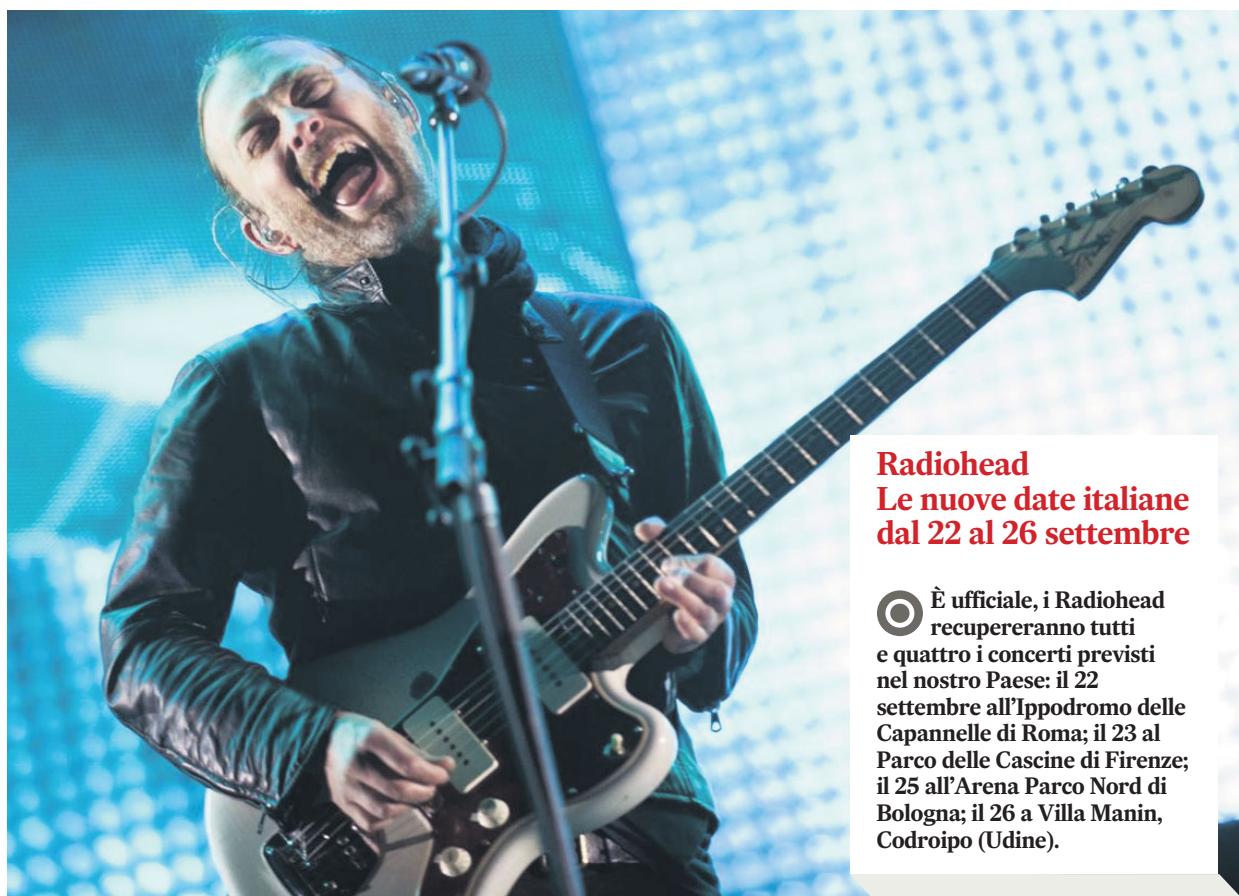 Radiohead
Le nuove date italiane
dal 22 al 26 settembre
È ufficiale, i Radiohead
recupereranno tutti
e quattro i concerti previsti
nel nostro Paese: il 22
settembre all’Ippodromo delle
Capannelle di Roma; il 23 al
Parco delle Cascine di Firenze;
il 25 all’Arena Parco Nord di
Bologna; il 26 a Villa Manin,
Codroipo (Udine).